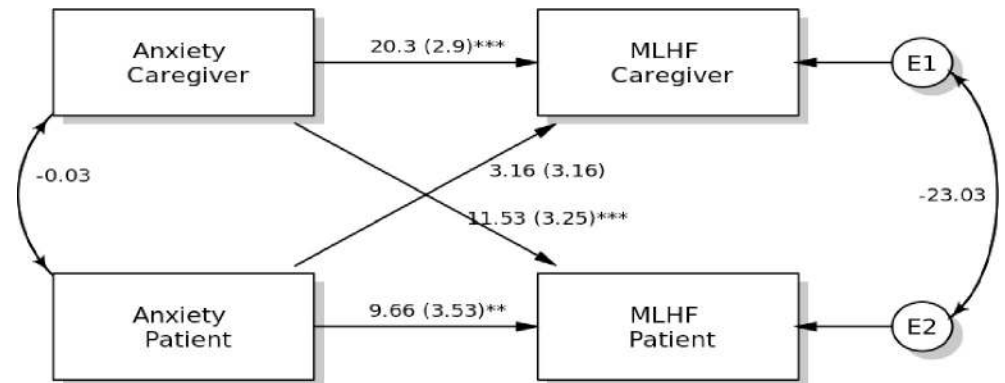 Anxiety
Caregiver
20.3 (2.9)***
MLHF
Caregiver
E1
-0.03
3.16 (3.16)
11.53 (3.25)***
-23.03
Anxiety
Patient
9.66 (3.53)**
MLHF
Patient
E2